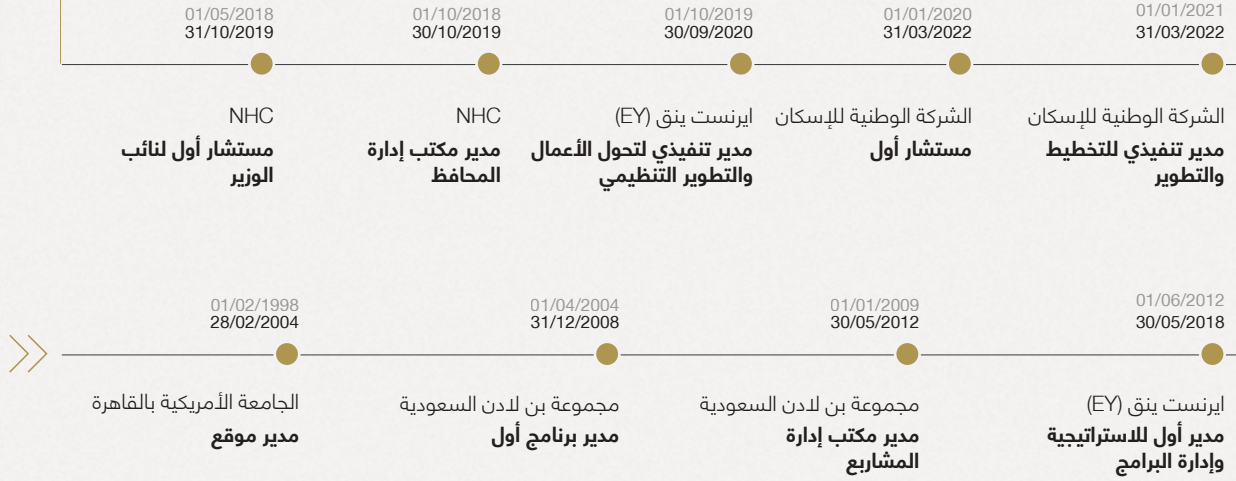 01/01/2021
31/03/2022
الشركة الوطنية للإسكان
مدير تنفيذي للتخطيط
والتطوير
01/01/2020
31/03/2022
الشركة الوطنية للإسكان
مستشار أول
01/10/2019
30/09/2020
ايرنست ينق (EY)
مدير تنفيذي لتحول الأعمال
والتطوير التنظيمي
01/10/2018
30/10/2019
NHC
مدير مكتب إدارة
المحافظ
01/05/2018
31/10/2019
NHC
مستشار أول لنائب
الوزير
01/06/2012
30/05/2018
ايرنست ينق (EY)
مدير أول للاستراتيجية
وإدارة البرامج
01/01/2009
30/05/2012
مجموعة بن لادن السعودية
مدير مكتب إدارة
المشاريع
01/04/2004
31/12/2008
مجموعة بن لادن السعودية
مدير برنامج أول
01/02/1998
28/02/2004
الجامعة الأمريكية بالقاهرة
مدير موقع